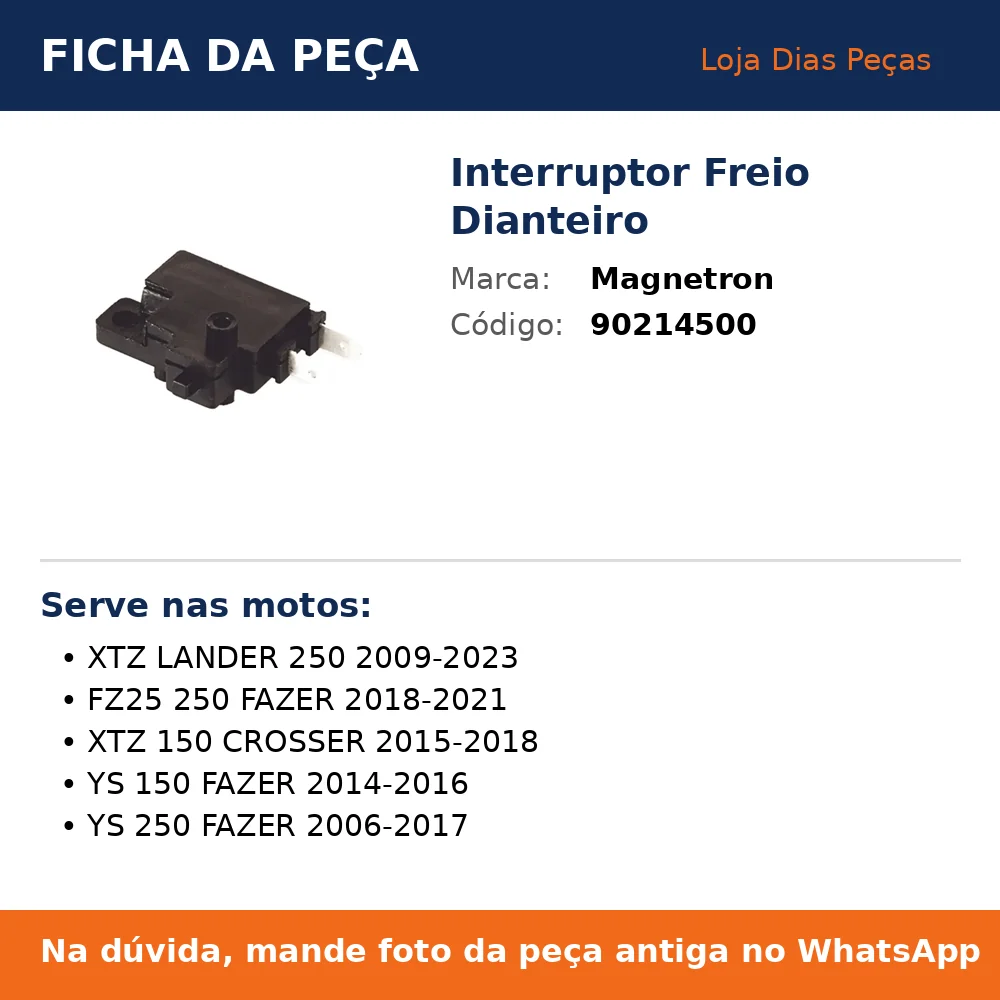 FICHA DA PEÇA
Loja Dias Peças
Interruptor Freio
Dianteiro
Marca: Magnetron
Código: 90214500
Serve nas motos:
• XTZ LANDER 250 2009-2023
• FZ25 250 FAZER 2018-2021
• XTZ 150 CROSSER 2015-2018
• YS 150 FAZER 2014-2016
• YS 250 FAZER 2006-2017
Na dúvida, mande foto da peça antiga no WhatsApp